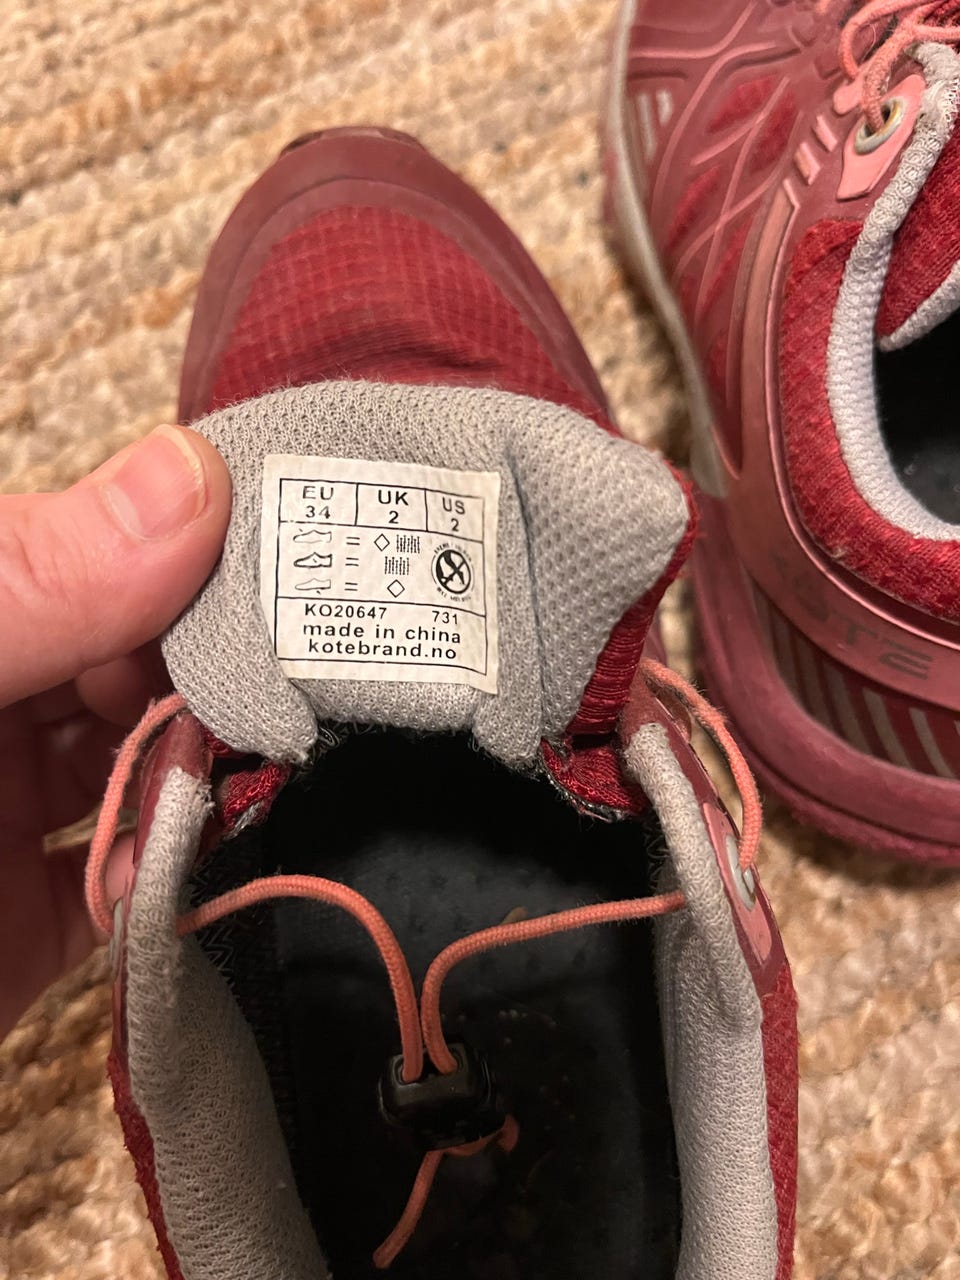 EU UK US
34 2 2
KO20647 731
made in china
kotebrand.no